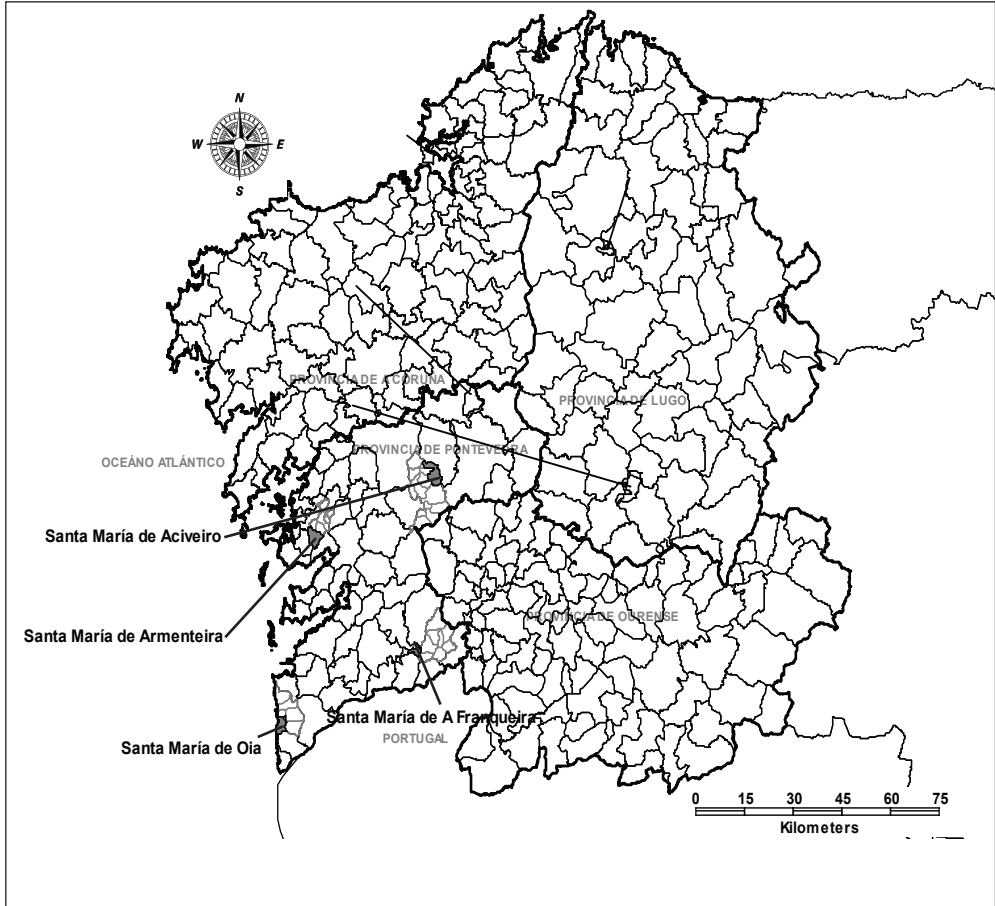 N
W E
S
PROVINCIA DE A CORUÑA
PROVINCIA DE LUGO
PROVINCIA DE PONTEVEDRA
OCEÁNO ATLÁNTICO
Santa María de Aciveiro
PROVINCIA DE OURENSE
Santa María de Armenteira
Santa María de A Franqueira
PORTUGAL
Santa María de Oia
0 15 30 45 60 75
Kilometers